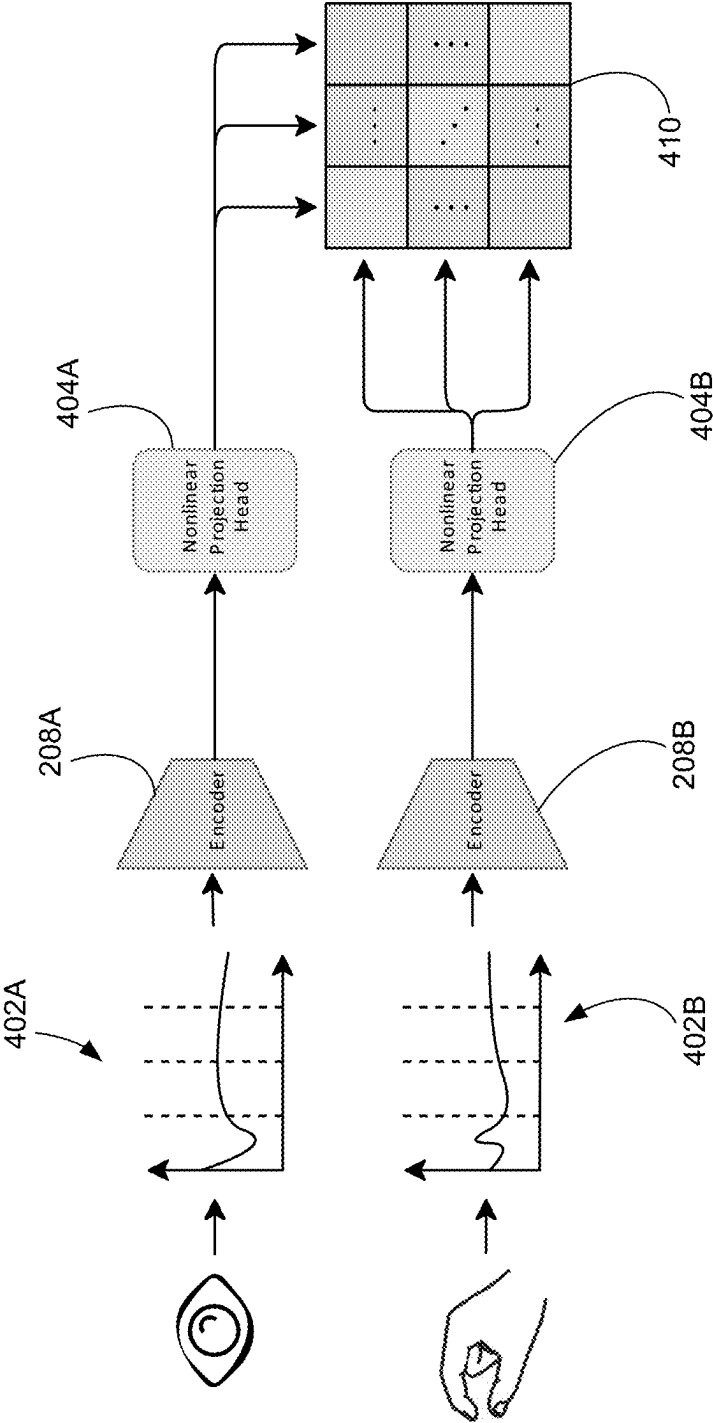 402A
208A
Encoder
404A
Nonlinear
Projection
Head
402B
208B
Encoder
404B
Nonlinear
Projection
Head
410